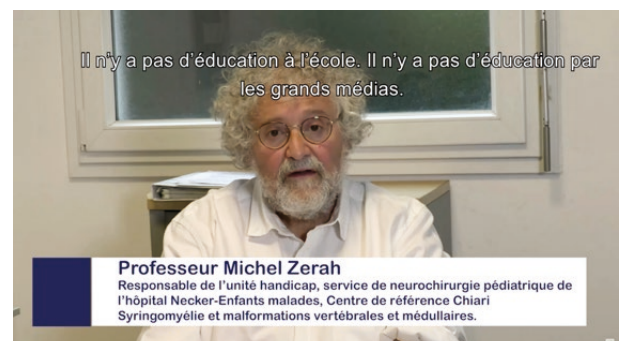 Il n'y a pas d'éducation à l'école. Il n'y a pas d'éducation par
les grands médias.
Professeur Michel Zerah
Responsable de l'unité handicap, service de neurochirurgie pédiatrique de
l'hôpital Necker-Enfants malades, Centre de référence Chiari
Syringomyélie et malformations vertébrales et médullaires.